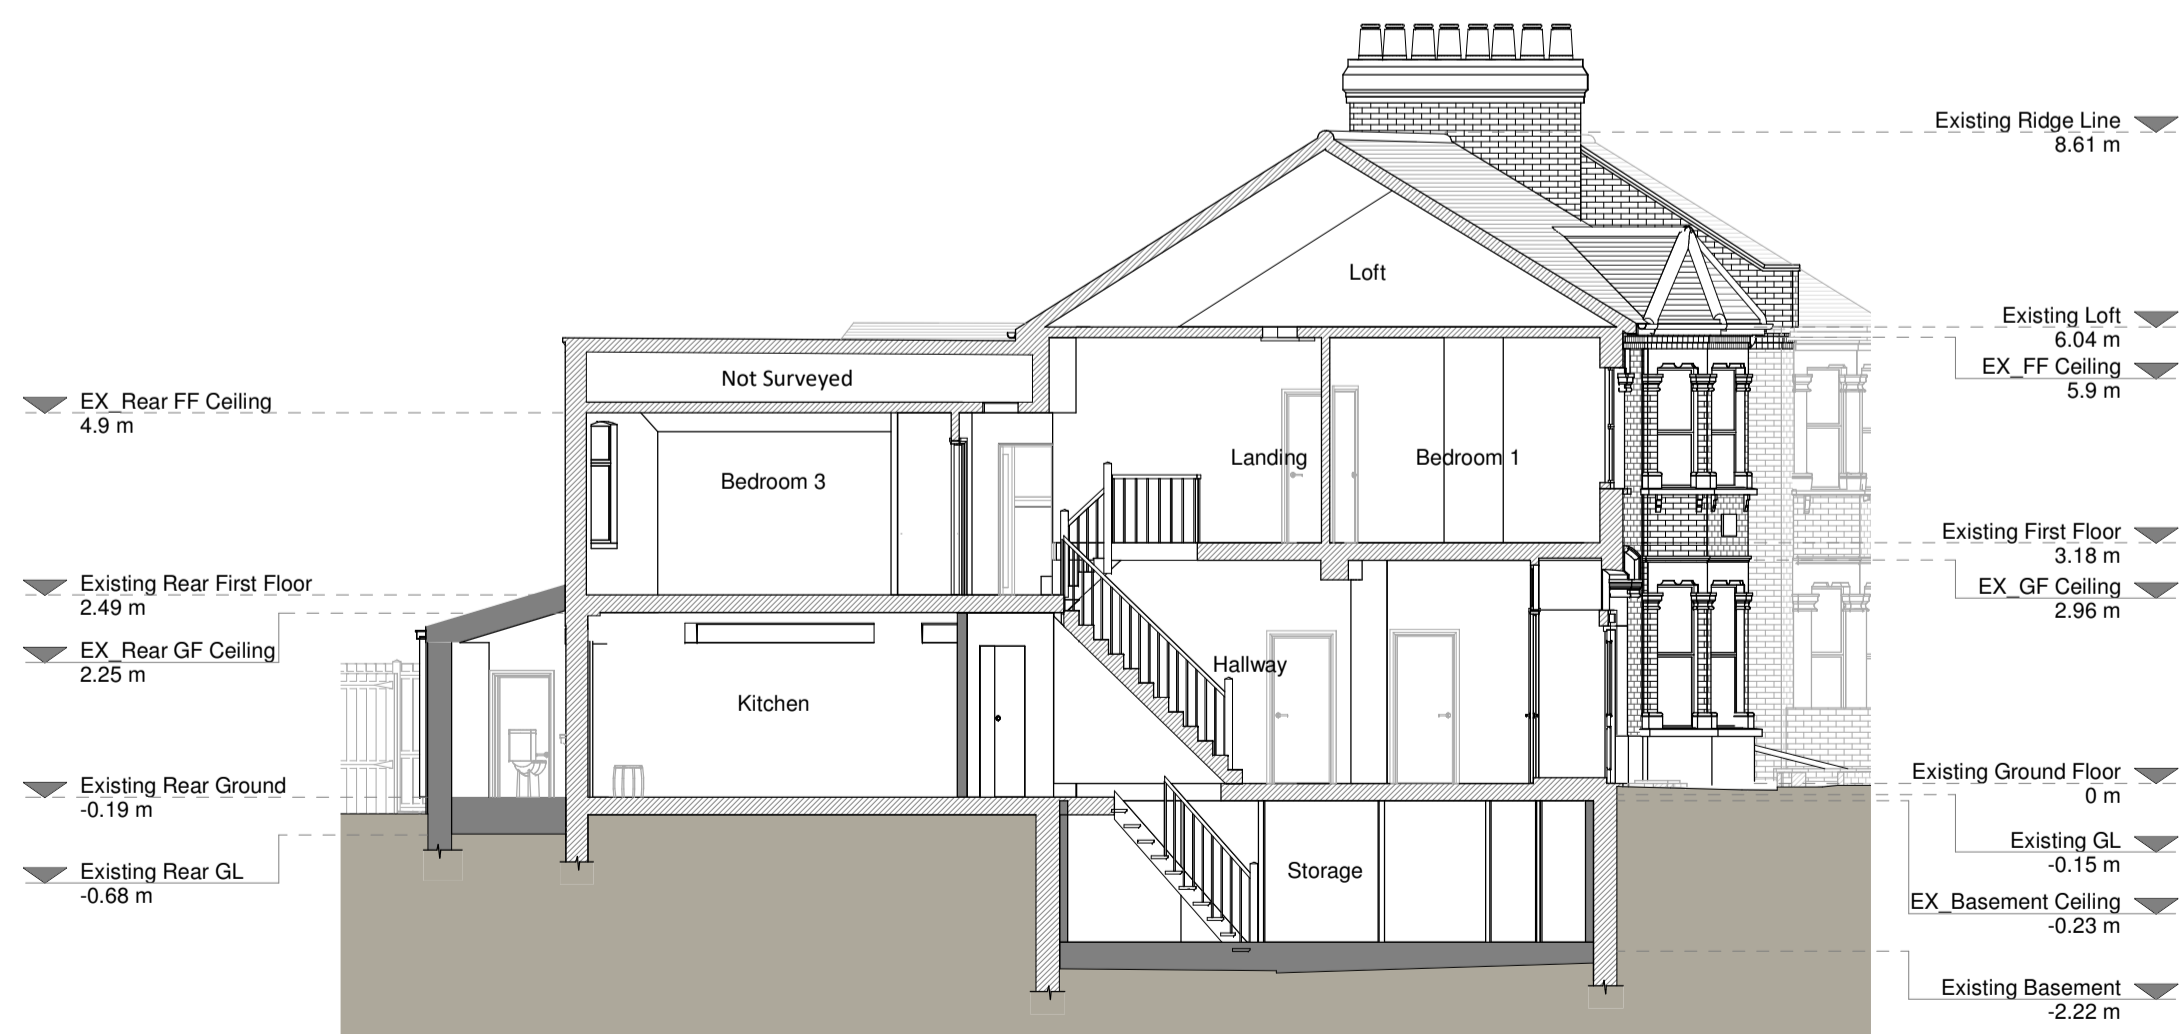 Existing Ridge Line
8.61 m
Loft
Existing Loft
6.04 m
EX_FF Ceiling
5.9 m
Not Surveyed
EX_Rear FF Ceiling
4.9 m
Bedroom 3
Landing
Bedroom 1
Existing First Floor
3.18 m
EX_GF Ceiling
2.96 m
Existing Rear First Floor
2.49 m
EX_Rear GF Ceiling
2.25 m
Hallway
Kitchen
Existing Rear Ground
-0.19 m
Existing Ground Floor
0 m
Existing GL
-0.15 m
Existing Rear GL
-0.68 m
Storage
EX_Basement Ceiling
-0.23 m
Existing Basement
-2.22 m